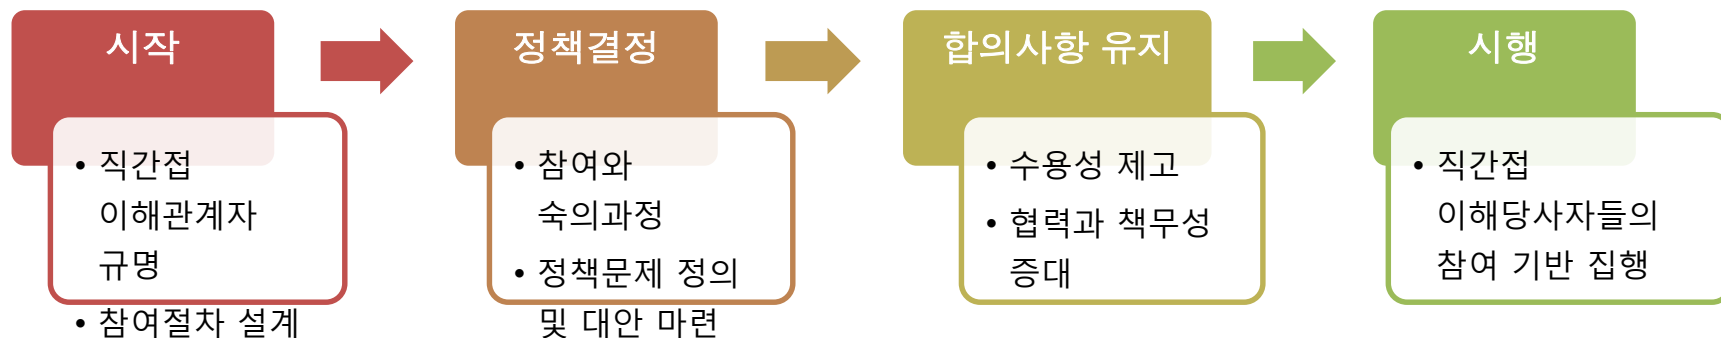 시작
• 직간접
이해관계자
규명
• 참여절차 설계
정책결정
• 참여와
숙의과정
• 정책문제 정의
및 대안 마련
합의사항 유지
• 수용성 제고
• 협력과 책무성
증대
시행
• 직간접
이해당사자들의
참여 기반 집행